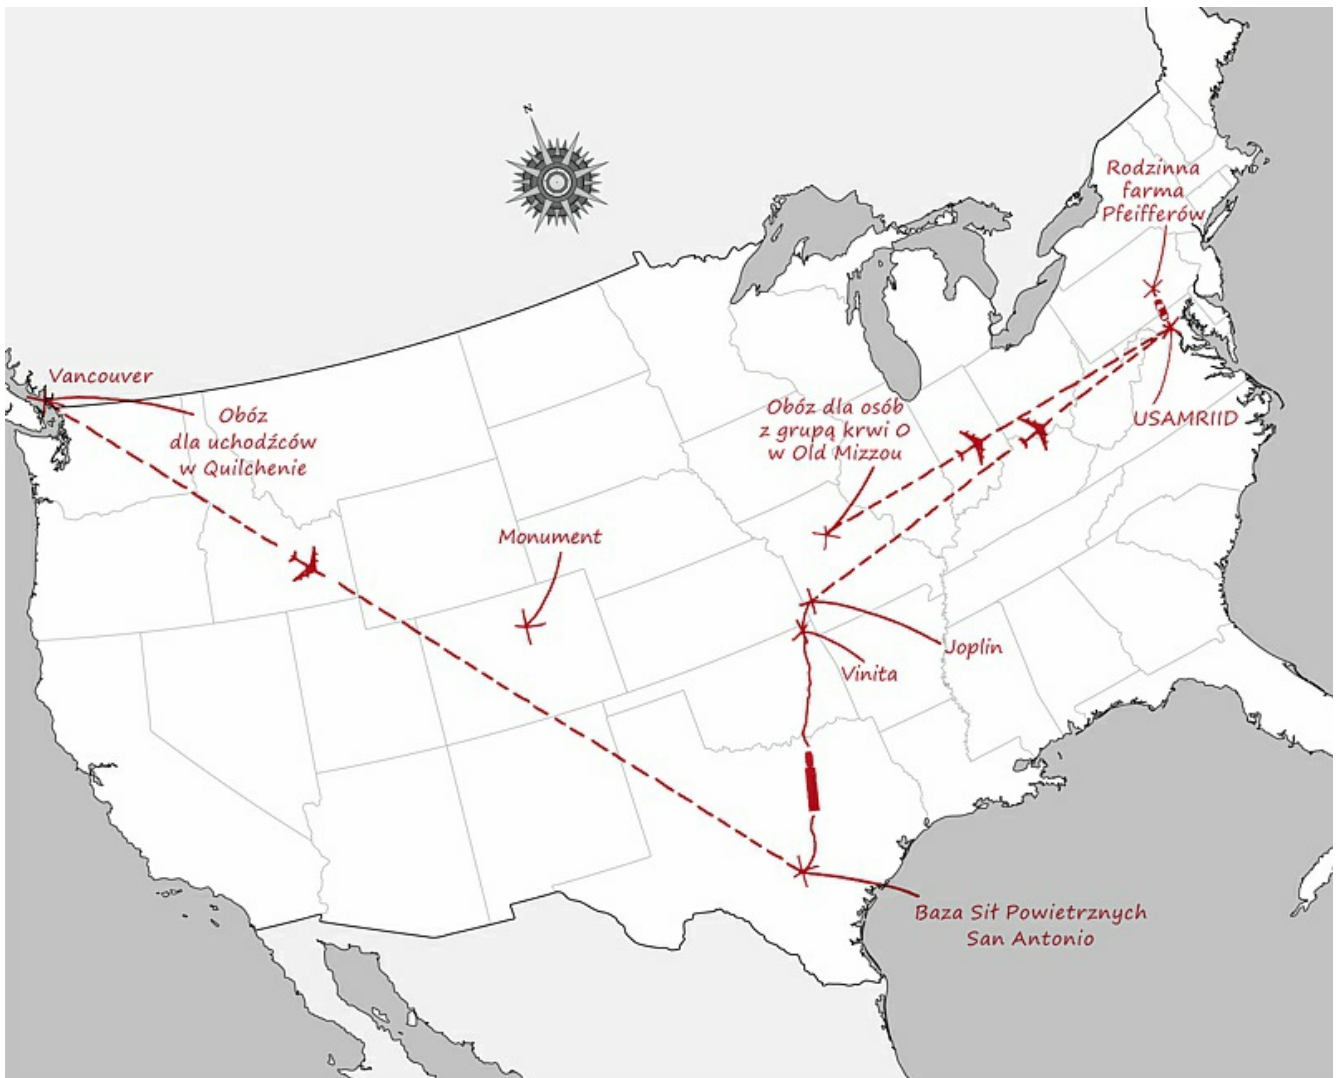 N
Rodzinna
farma
Pfeifferów
Vancouver
Obóz
dla uchodźców
w Quilchenie
Obóz dla osób
z grupą krwi O
w Old Mizzou
USAMRIID
Monument
Joplin
Vinita
Baza Sił Powietrznych
San Antonio